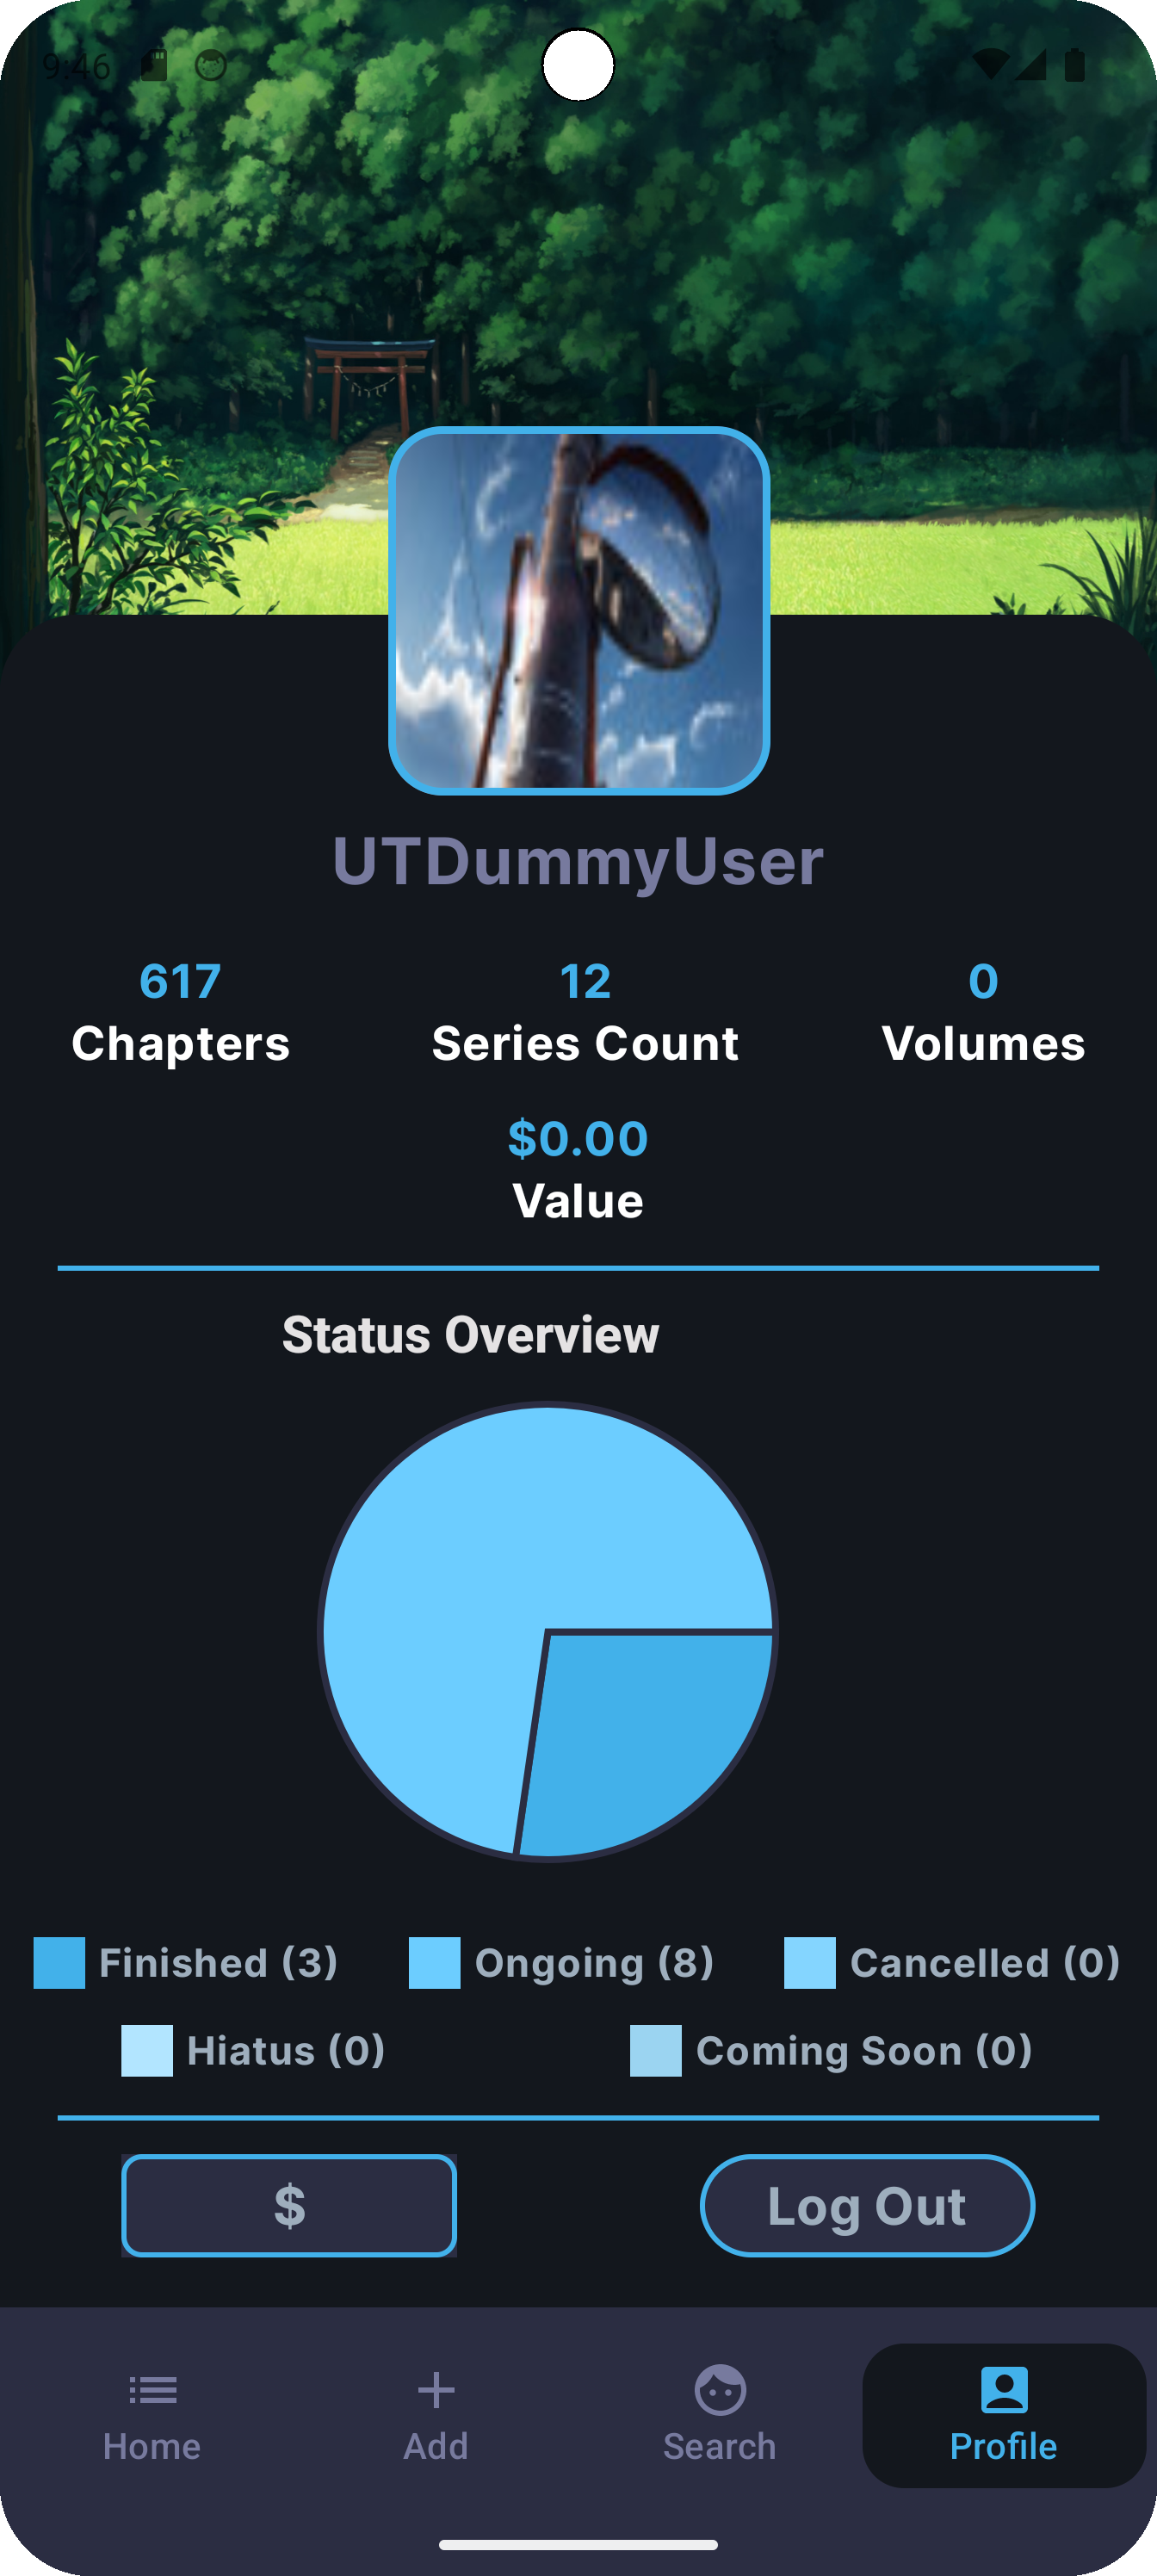 9:46
UTDummyUser
617 12 0
Chapters Series Count Volumes
$0.00
Value
Status Overview
Finished (3) Ongoing (8) Cancelled (0)
Hiatus (0) Coming Soon (0)
$ Log Out
Home Add Search Profile